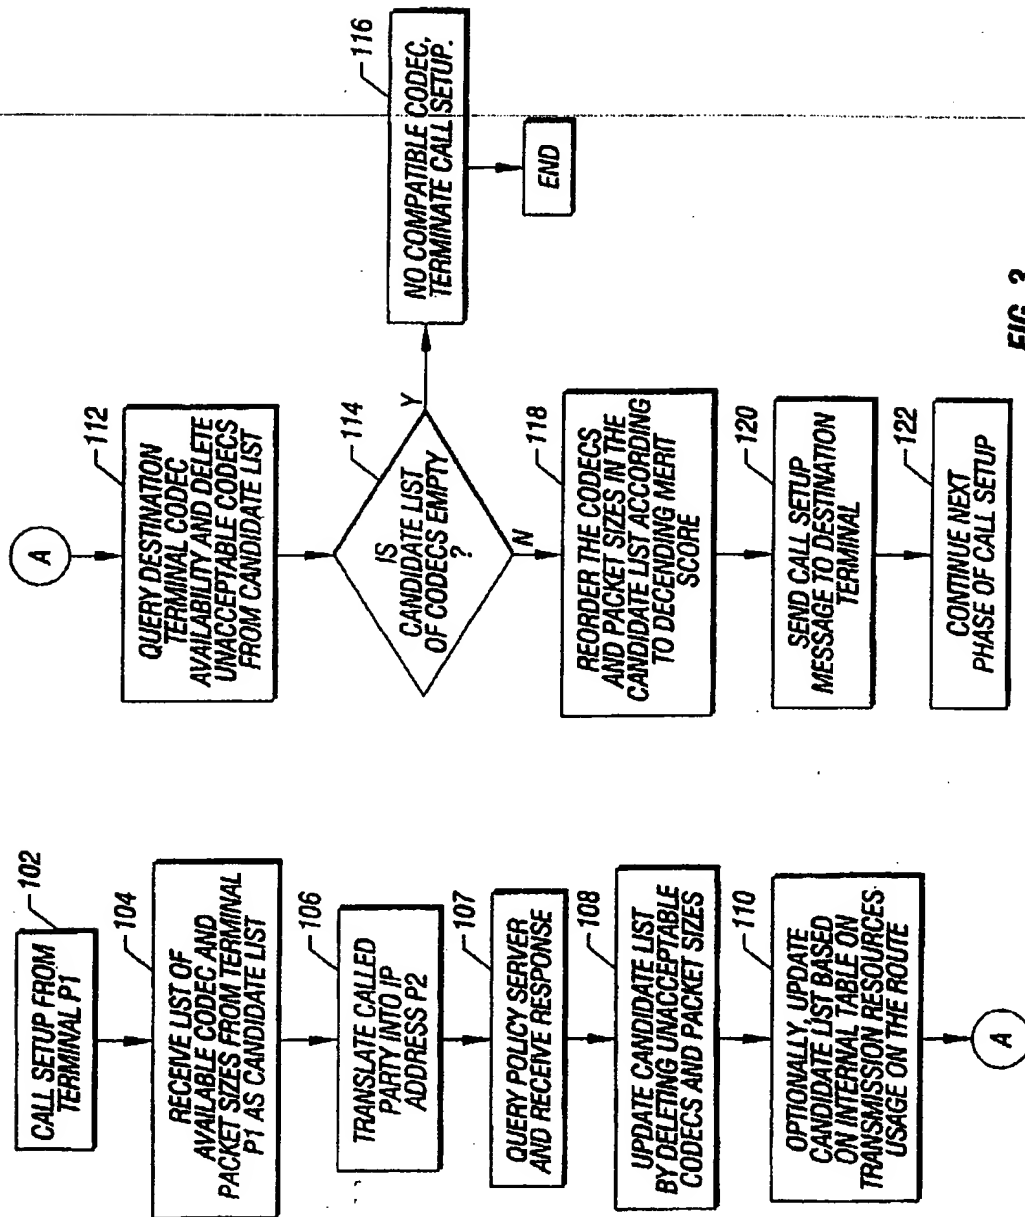 CALL SETUP FROM
TERMINAL P1
102
RECEIVE LIST OF
AVAILABLE CODEC AND
PACKET SIZES FROM TERMINAL
P1 AS CANDIDATE LIST
104
TRANSLATE CALLED
PARTY INTO IP
ADDRESS P2
106
QUERY POLICY SERVER
AND RECEIVE RESPONSE
107
UPDATE CANDIDATE LIST
BY DELETING UNACCEPTABLE
CODECS AND PACKET SIZES
108
OPTIONALLY, UPDATE
CANDIDATE LIST BASED
ON INTERNAL TABLE ON
TRANSMISSION RESOURCES
USAGE ON THE ROUTE
110
A
A
QUERY DESTINATION
TERMINAL CODEC
AVAILABILITY AND DELETE
UNACCEPTABLE CODECS
FROM CANDIDATE LIST
112
IS
CANDIDATE LIST
OF CODECS EMPTY
?
114
Y
N
NO COMPATIBLE CODEC,
TERMINATE CALL SETUP.
116
END
REORDER THE CODECS
AND PACKET SIZES IN THE
CANDIDATE LIST ACCORDING
TO DECENDING MERIT
SCORE
118
SEND CALL SETUP
MESSAGE TO DESTINATION
TERMINAL
120
CONTINUE NEXT
PHASE OF CALL SETUP
122
FIG.